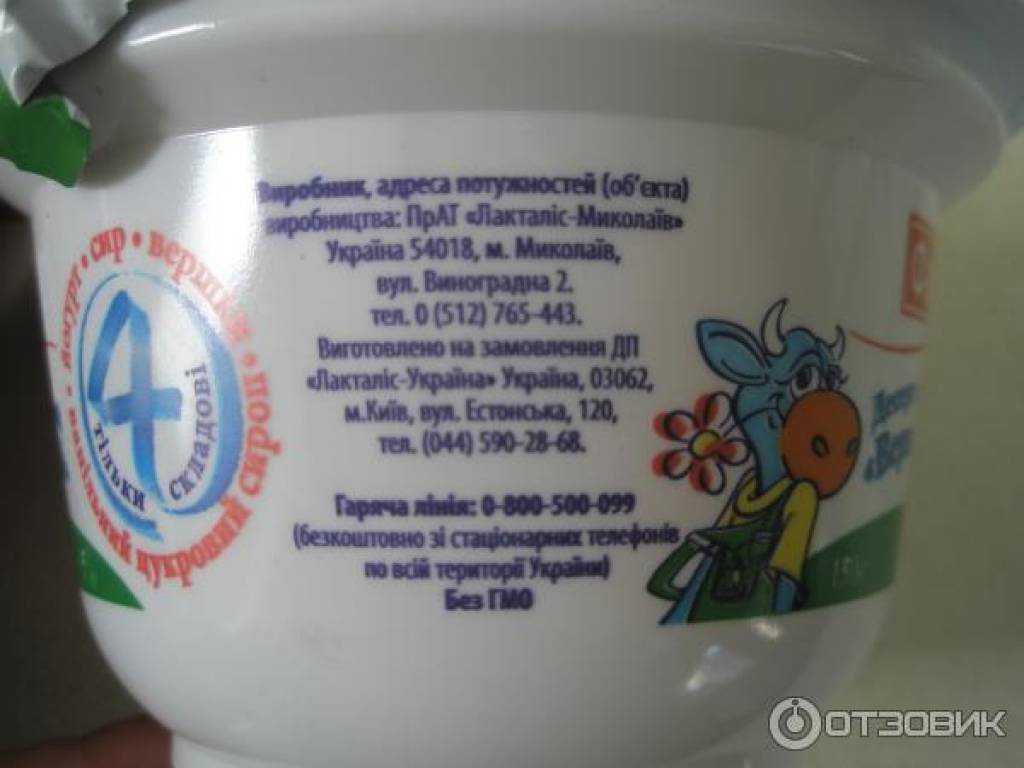 Виробник, адреса потужностей (об'єкта)
виробництва: ПрАТ «Лакталіс-Миколаїв»
Україна 54018, м. Миколаїв,
вул. Виноградна 2.
тел. 0 (512) 765-443.
Виготовлено на замовлення ДП
«Лакталіс-Україна» Україна, 03062,
м.Київ, вул. Естонська, 120,
тел. (044) 590-28-68.
Гаряча лінія: 0-800-500-099
(безкоштовно зі стаціонарних телефонів
по всій території України)
Без ГМО
йогурт • сир • вершки • цукровий сироп
4
тільки
складові
ОТЗОВИК